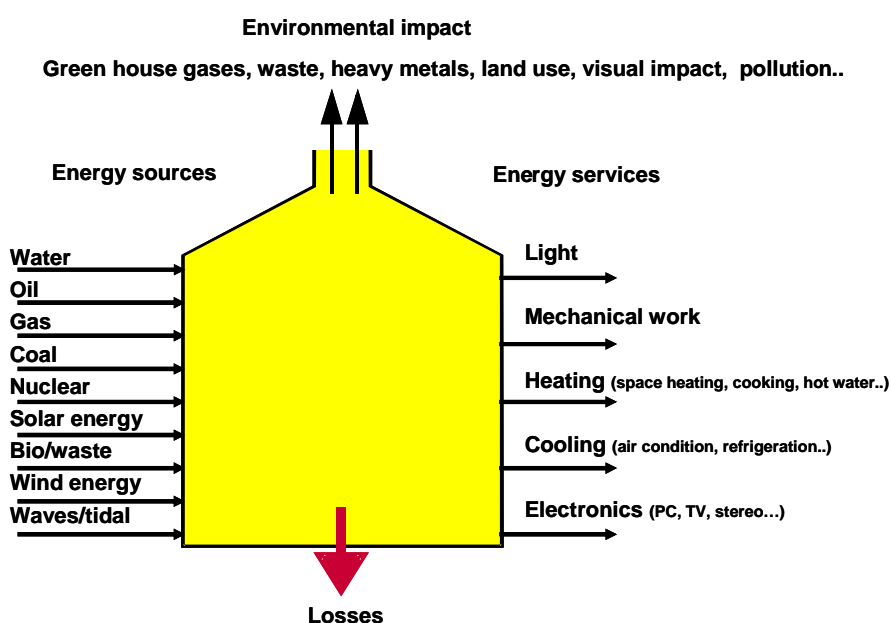 Environmental impact
Green house gases, waste, heavy metals, land use, visual impact, pollution..
Energy sources
Energy services
Water
Oil
Gas
Coal
Nuclear
Solar energy
Bio/waste
Wind energy
Waves/tidal
Light
Mechanical work
Heating (space heating, cooking, hot water..)
Cooling (air condition, refrigeration..)
Electronics (PC, TV, stereo…)
Losses